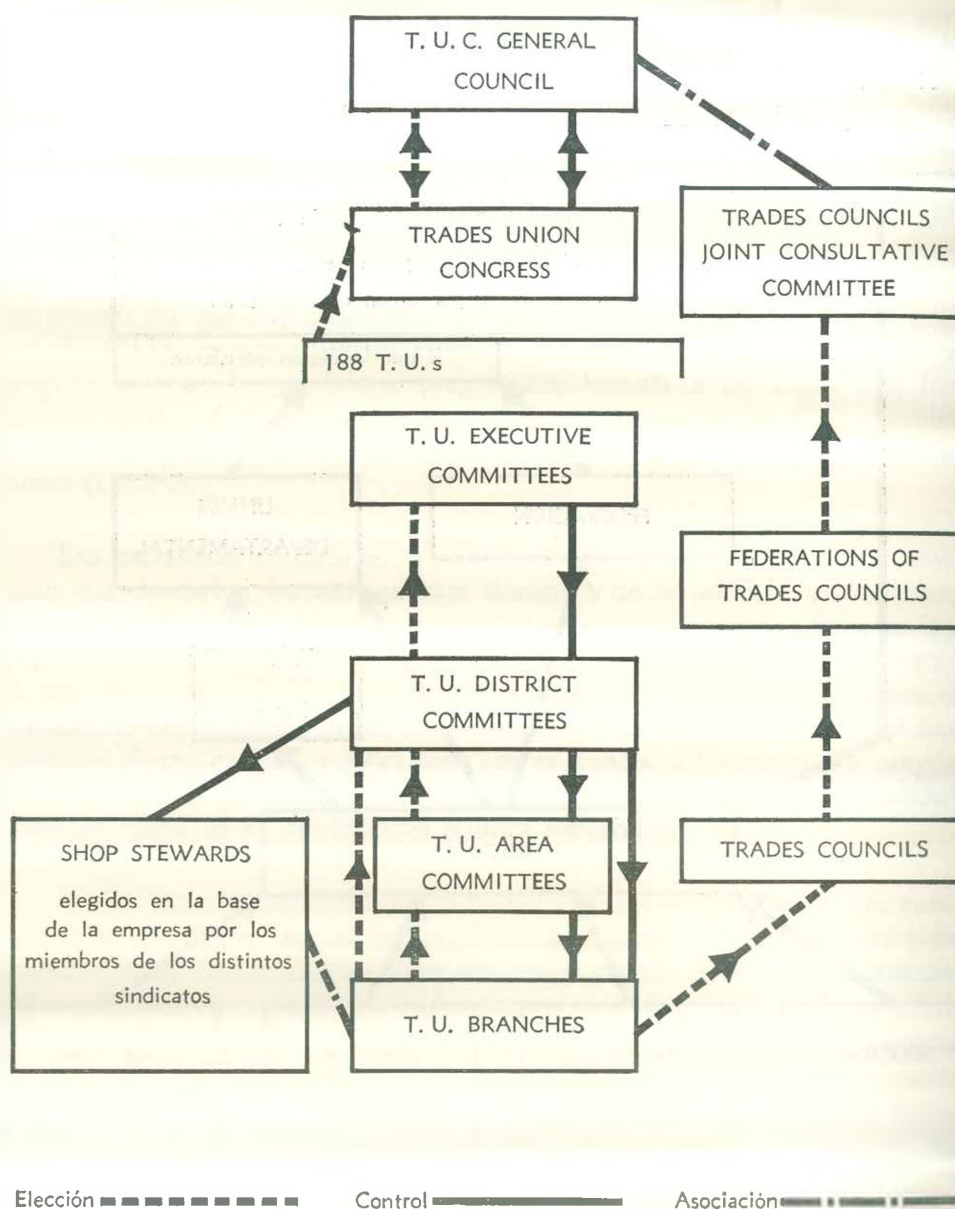 T. U. C. GENERAL
COUNCIL
TRADES UNION
CONGRESS
TRADES COUNCILS
JOINT CONSULTATIVE
COMMITTEE
188 T. U. s
T. U. EXECUTIVE
COMMITTEES
FEDERATIONS OF
TRADES COUNCILS
T. U. DISTRICT
COMMITTEES
SHOP STEWARDS
elegidos en la base
de la empresa por los
miembros de los distintos
sindicatos
T. U. AREA
COMMITTEES
TRADES COUNCILS
T. U. BRANCHES
Elección
Control
Asociación